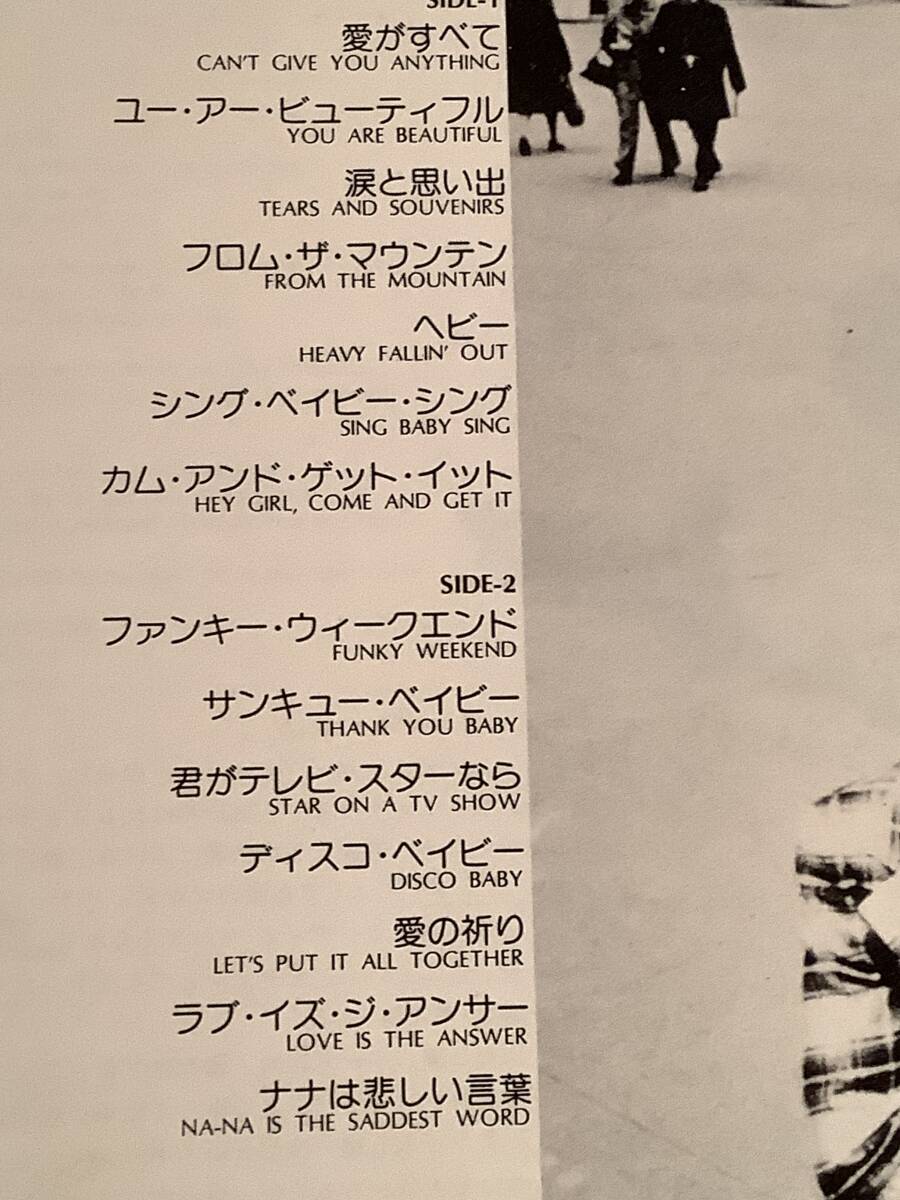 SIDE-1
愛がすべて
CAN'T GIVE YOU ANYTHING
ユー・アー・ビューティフル
YOU ARE BEAUTIFUL
涙と思い出
TEARS AND SOUVENIRS
フロム・ザ・マウンテン
FROM THE MOUNTAIN
ヘビー
HEAVY FALLIN' OUT
シング・ベイビー・シング
SING BABY SING
カム・アンド・ゲット・イット
HEY GIRL, COME AND GET IT
SIDE-2
ファンキー・ウィークエンド
FUNKY WEEKEND
サンキュー・ベイビー
THANK YOU BABY
君がテレビ・スターなら
STAR ON A TV SHOW
ディスコ・ベイビー
DISCO BABY
愛の祈り
LET'S PUT IT ALL TOGETHER
ラブ・イズ・ジ・アンサー
LOVE IS THE ANSWER
ナナは悲しい言葉
NA-NA IS THE SADDEST WORD